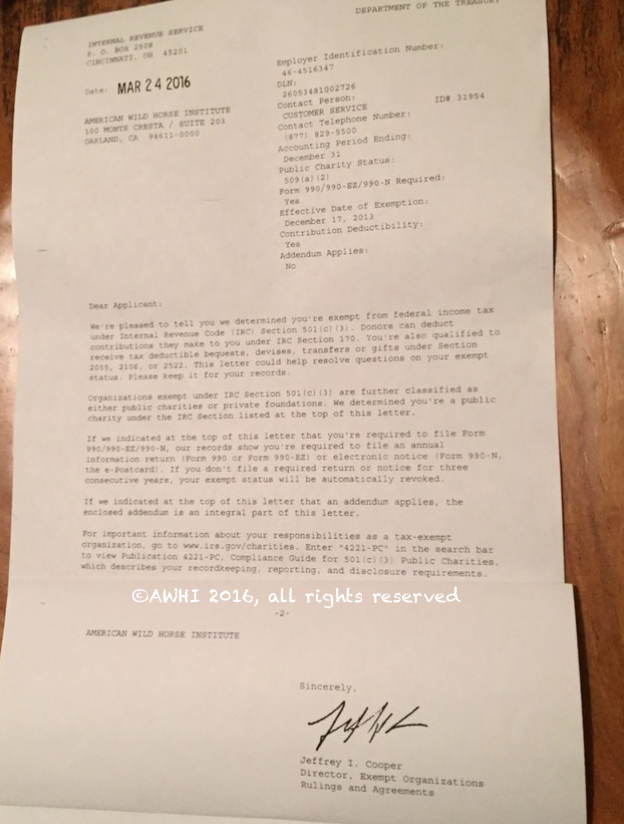 DEPARTMENT OF THE TREASURY
INTERNAL REVENUE SERVICE
P. O. BOX 2508
CINCINNATI, OH 45201
Date: MAR 24 2016
AMERICAN WILD HORSE INSTITUTE
100 MONTE CRESTA / SUITE 203
OAKLAND, CA 94611-0000
Employer Identification Number:
46-4516347
DLN:
26053481002726
Contact Person:
CUSTOMER SERVICE ID# 31954
Contact Telephone Number:
(877) 829-5500
Accounting Period Ending:
December 31
Public Charity Status:
509(a)(2)
Form 990/990-EZ/990-N Required:
Yes
Effective Date of Exemption:
December 17, 2013
Contribution Deductibility:
Yes
Addendum Applies:
No
Dear Applicant:
We're pleased to tell you we determined you're exempt from federal income tax
under Internal Revenue Code (IRC) Section 501(c)(3). Donors can deduct
contributions they make to you under IRC Section 170. You're also qualified to
receive tax deductible bequests, devises, transfers or gifts under Section
2055, 2106, or 2522. This letter could help resolve questions on your exempt
status. Please keep it for your records.
Organizations exempt under IRC Section 501(c)(3) are further classified as
either public charities or private foundations. We determined you're a public
charity under the IRC Section listed at the top of this letter.
If we indicated at the top of this letter that you're required to file Form
990/990-EZ/990-N, our records show you're required to file an annual
information return (Form 990 or Form 990-EZ) or electronic notice (Form 990-N,
the e-Postcard). If you don't file a required return or notice for three
consecutive years, your exempt status will be automatically revoked.
If we indicated at the top of this letter that an addendum applies, the
enclosed addendum is an integral part of this letter.
For important information about your responsibilities as a tax-exempt
organization, go to www.irs.gov/charities. Enter "4221-PC" in the search bar
to view Publication 4221-PC, Compliance Guide for 501(c)(3) Public Charities,
which describes your recordkeeping, reporting, and disclosure requirements.
©AWHI 2016, all rights reserved
-2-
AMERICAN WILD HORSE INSTITUTE
Sincerely,
Jeffrey I. Cooper
Director, Exempt Organizations
Rulings and Agreements